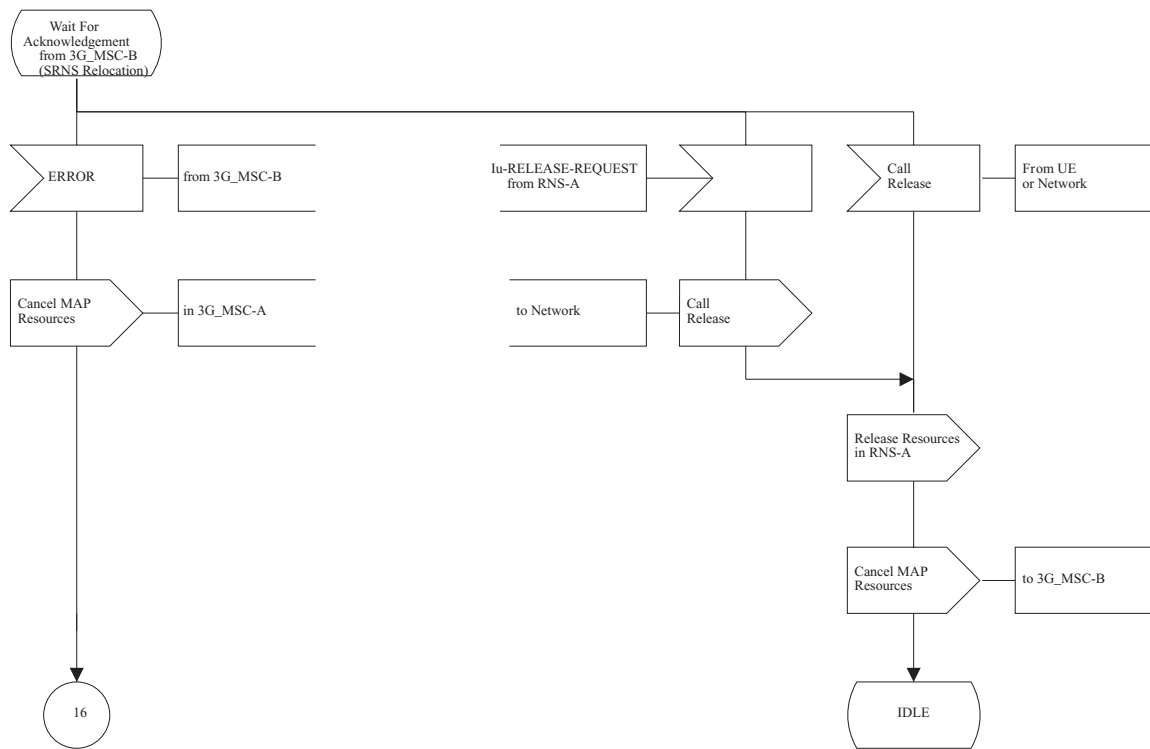 Wait For
Acknowledgement
from 3G_MSC-B
(SRNS Relocation)
ERROR
from 3G_MSC-B
Iu-RELEASE-REQUEST
from RNS-A
Call
Release
From UE
or Network
Cancel MAP
Resources
in 3G_MSC-A
to Network
Call
Release
Release Resources
in RNS-A
Cancel MAP
Resources
to 3G_MSC-B
16
IDLE